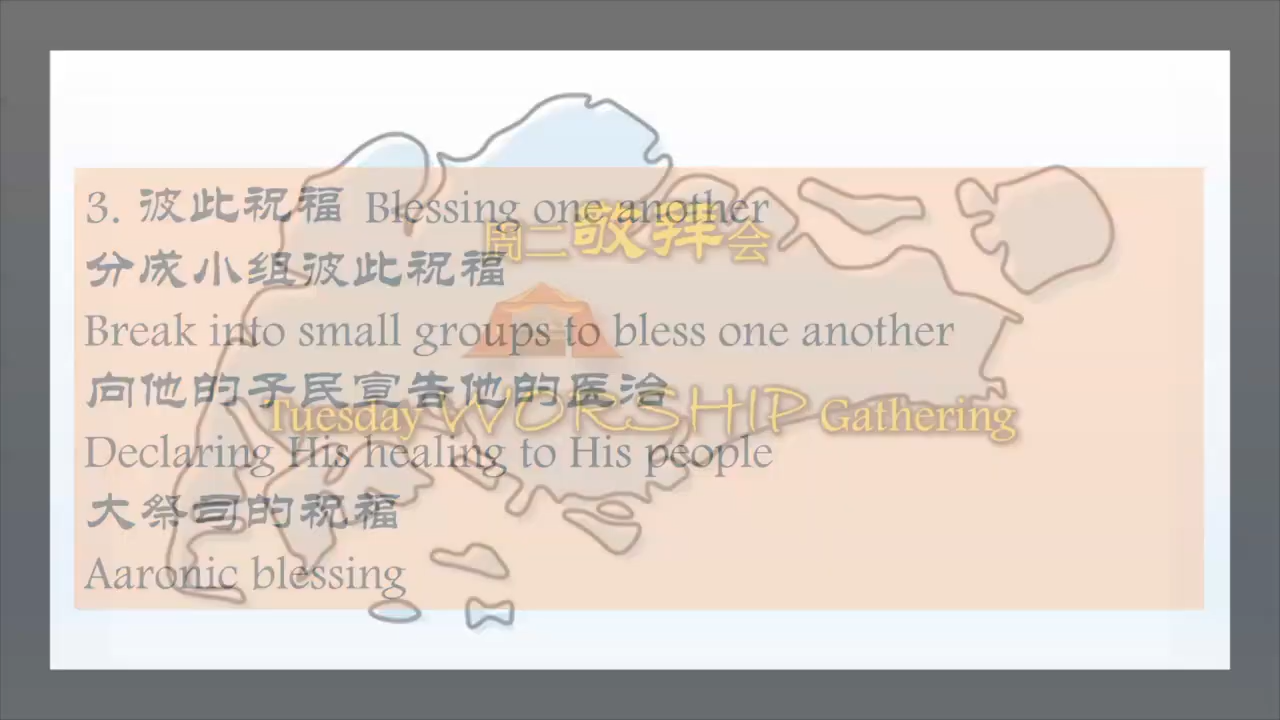 3. 彼此祝福 Blessing one another
周二敬拜会
分成小组彼此祝福
Break into small groups to bless one another
向他的子民宣告他的医治
Tuesday WORSHIP Gathering
Declaring His healing to His people
大祭司的祝福
Aaronic blessing